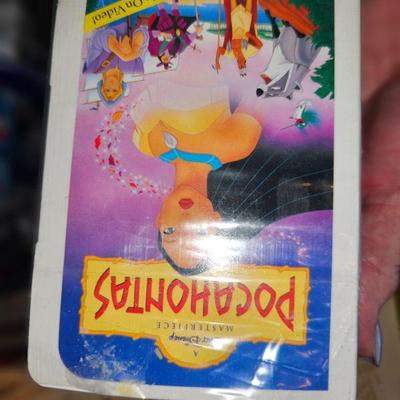 A
Walt Disney
MASTERPIECE
POCAHONTAS
On Video!